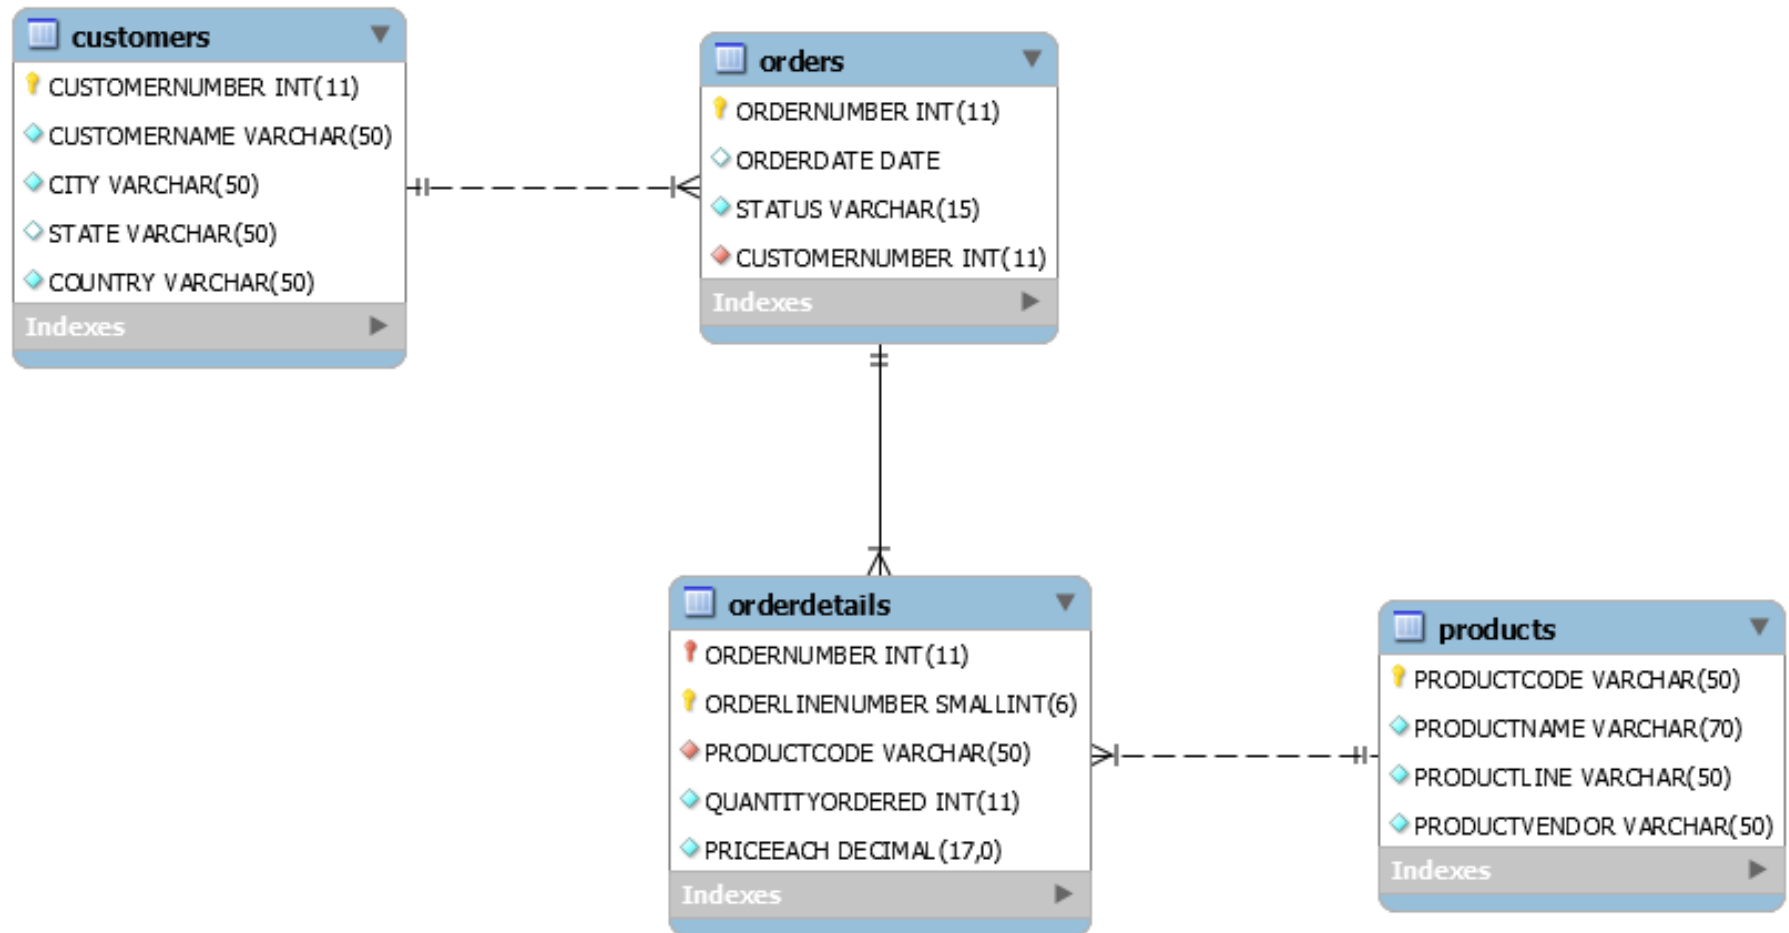 customers
CUSTOMERNUMBER INT(11)
CUSTOMERNAME VARCHAR(50)
CITY VARCHAR(50)
STATE VARCHAR(50)
COUNTRY VARCHAR(50)
Indexes
orders
ORDERNUMBER INT(11)
ORDERDATE DATE
STATUS VARCHAR(15)
CUSTOMERNUMBER INT(11)
Indexes
orderdetails
ORDERNUMBER INT(11)
ORDERLINENUMBER SMALLINT(6)
PRODUCTCODE VARCHAR(50)
QUANTITYORDERED INT(11)
PRICEEACH DECIMAL(17,0)
Indexes
products
PRODUCTCODE VARCHAR(50)
PRODUCTNAME VARCHAR(70)
PRODUCTLINE VARCHAR(50)
PRODUCTVENDOR VARCHAR(50)
Indexes